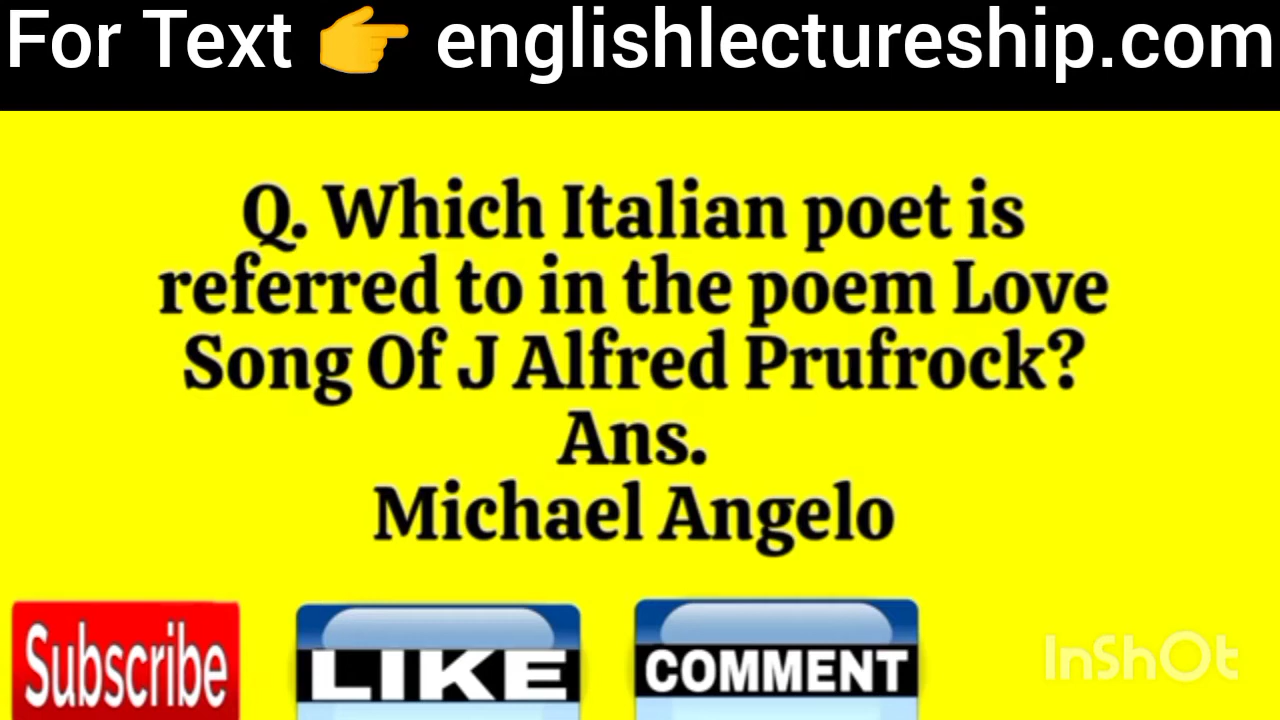 For Text 👉 englishlectureship.com
Q. Which Italian poet is
referred to in the poem Love
Song Of J Alfred Prufrock?
Ans.
Michael Angelo
Subscribe
LIKE
COMMENT
InShOt